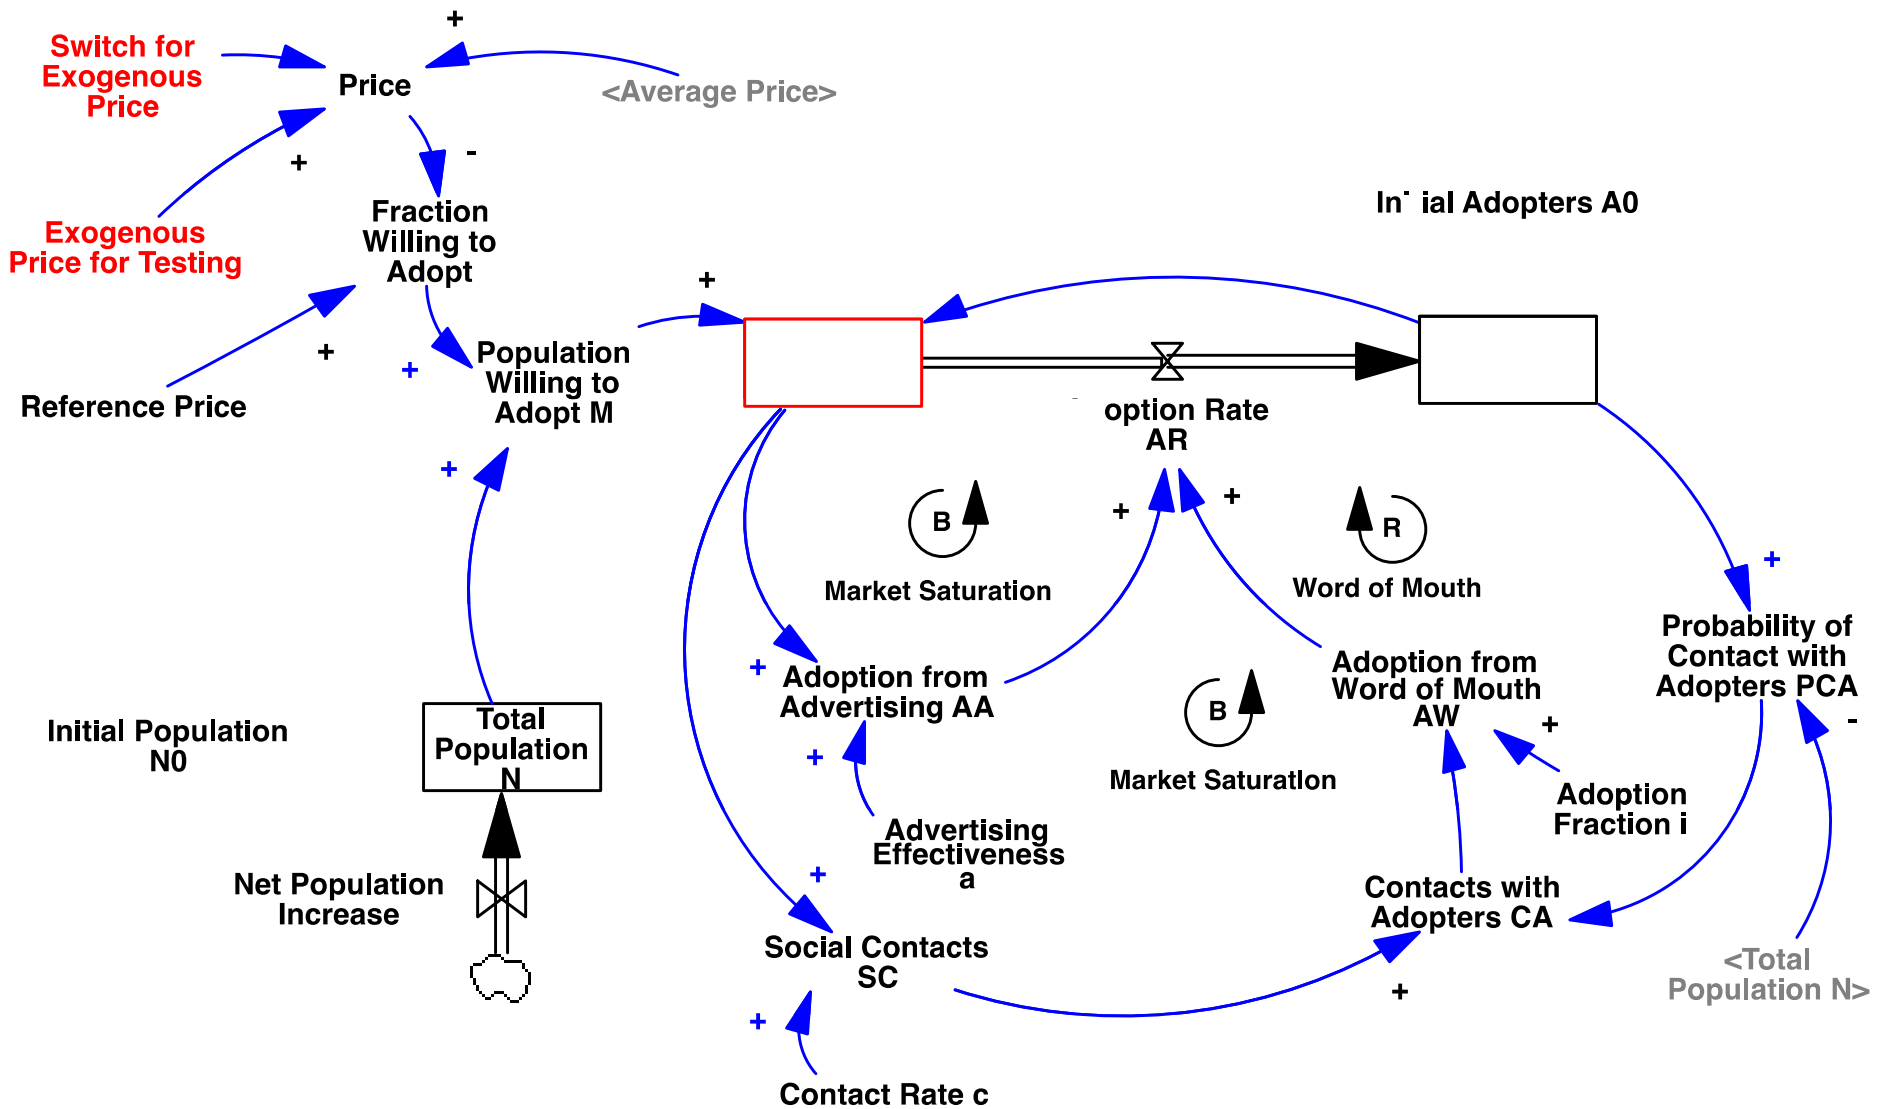 +
Switch for
Exogenous
Price
Price
<Average Price>
+
-
Exogenous
Price for Testing
Fraction
Willing to
Adopt
Adopters A0
+
+
Reference Price
+
Population
Willing to
Adopt M
option Rate
AR
+
+
+
B
R
Market Saturation
Word of Mouth
+
Probability of
Contact with
Adopters PCA
+
Adoption from
Advertising AA
Adoption from
Word of Mouth
AW
B
Market Saturation
+
-
Initial Population
N0
Total
Population
N
+
Adoption
Fraction i
Advertising
Effectiveness
a
+
Net Population
Increase
Contacts with
Adopters CA
Social Contacts
SC
<Total
Population N>
+
+
Contact Rate c